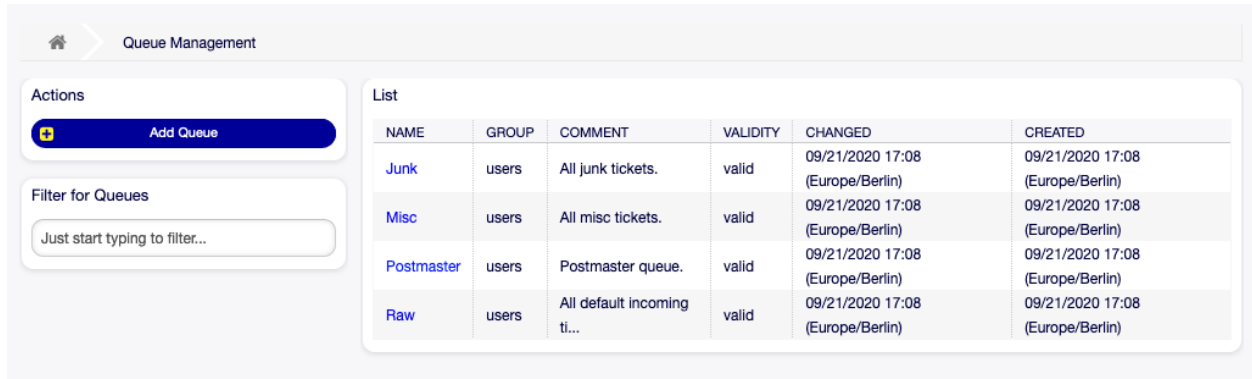 Queue Management
Actions
Add Queue
Filter for Queues
Just start typing to filter...
List
NAME GROUP COMMENT VALIDITY CHANGED CREATED
Junk users All junk tickets. valid 09/21/2020 17:08 (Europe/Berlin) 09/21/2020 17:08 (Europe/Berlin)
Misc users All misc tickets. valid 09/21/2020 17:08 (Europe/Berlin) 09/21/2020 17:08 (Europe/Berlin)
Postmaster users Postmaster queue. valid 09/21/2020 17:08 (Europe/Berlin) 09/21/2020 17:08 (Europe/Berlin)
Raw users All default incoming ti... valid 09/21/2020 17:08 (Europe/Berlin) 09/21/2020 17:08 (Europe/Berlin)